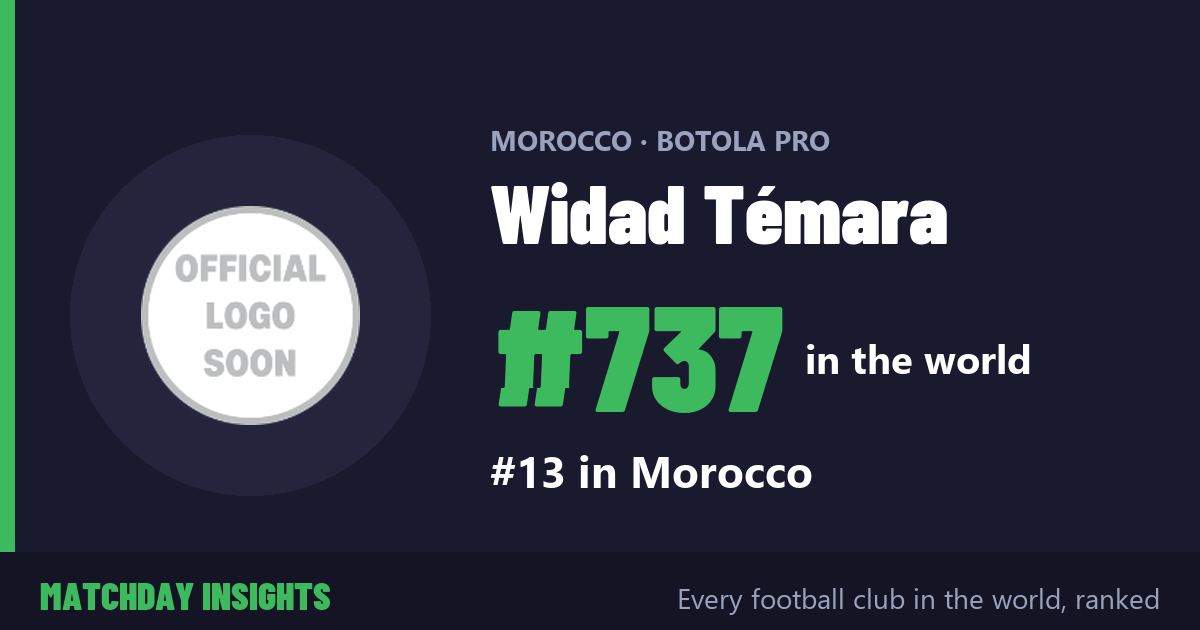 MOROCCO · BOTOLA PRO
Widad Témara
OFFICIAL
LOGO
SOON
#737 in the world
#13 in Morocco
MATCHDAY INSIGHTS
Every football club in the world, ranked